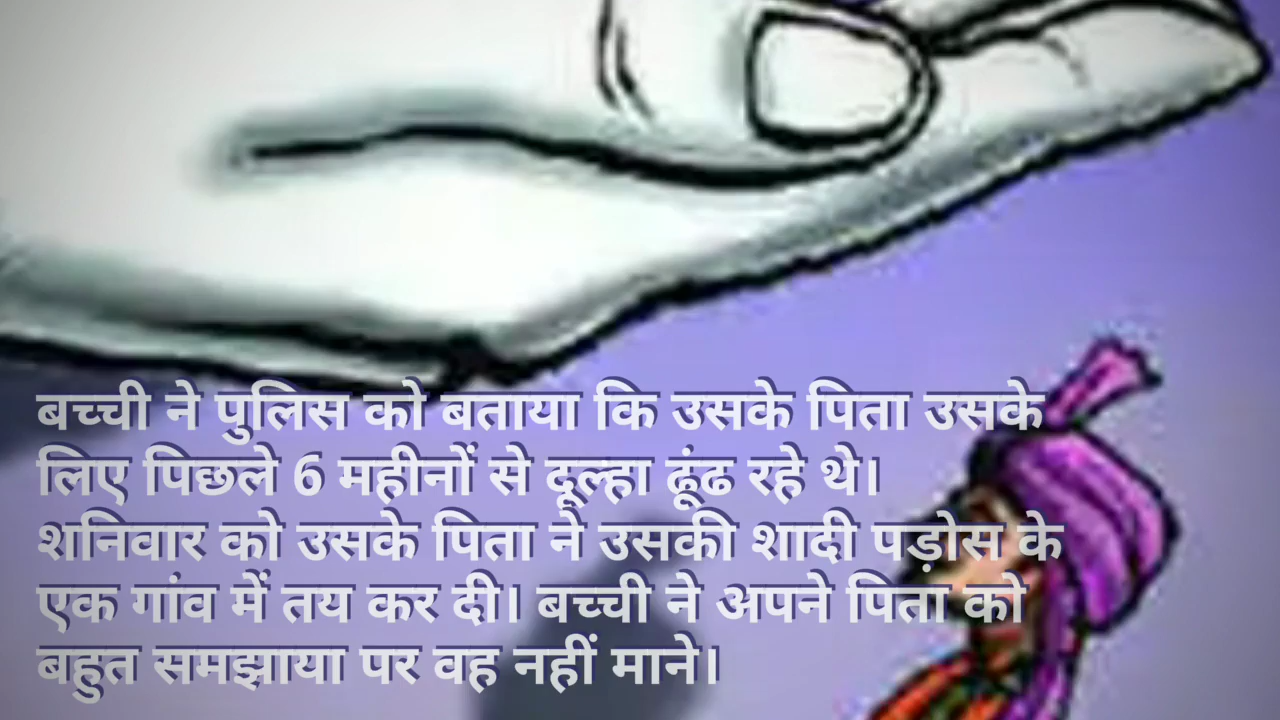 बच्ची ने पुलिस को बताया कि उसके पिता उसके
लिए पिछले 6 महीनों से दूल्हा ढूंढ रहे थे।
शनिवार को उसके पिता ने उसकी शादी पड़ोस के
एक गांव में तय कर दी। बच्ची ने अपने पिता को
बहुत समझाया पर वह नहीं माने।